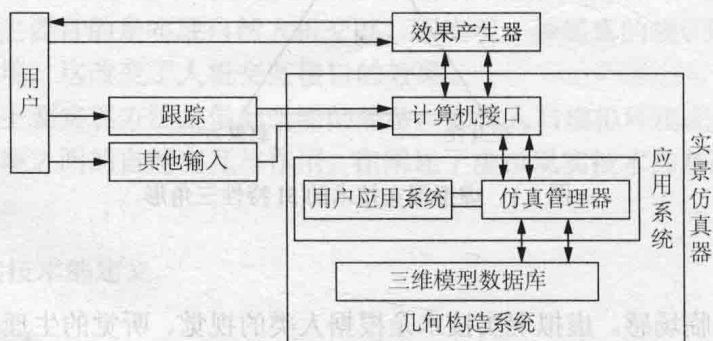 效果产生器
用户
跟踪
计算机接口
其他输入
用户应用系统
仿真管理器
应用系统
实景仿真器
三维模型数据库
几何构造系统